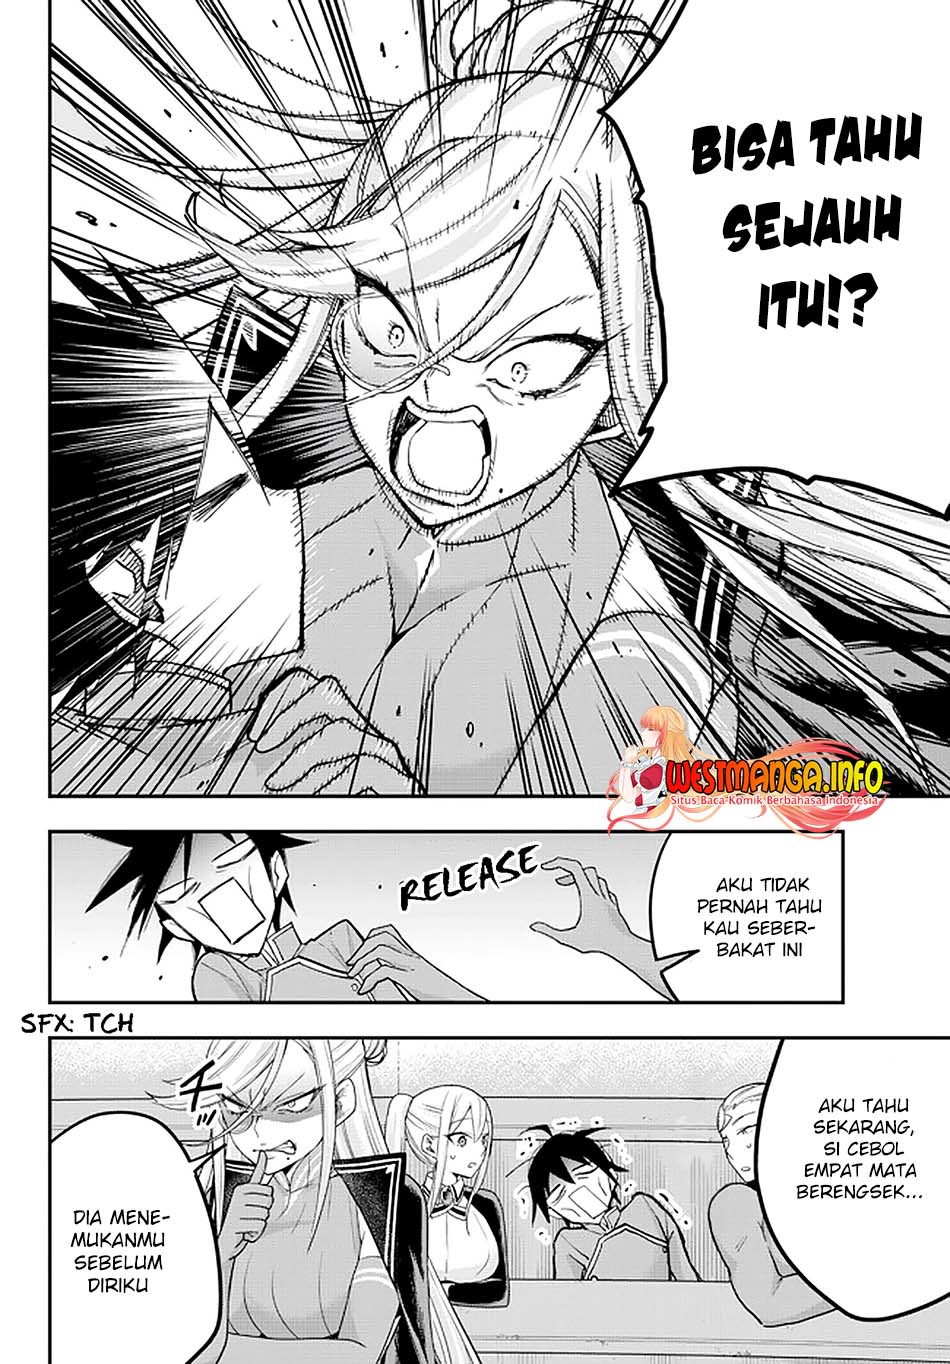 BISA TAHU
SEJAUH
ITU!?
WESTMANGA.INFO
Situs Baca Komik Berbahasa Indonesia
RELEASE
AKU TIDAK
PERNAH TAHU
KAU SEBER-
BAKAT INI
SFX: TCH
AKU TAHU
SEKARANG,
SI CEBOL
EMPAT MATA
BERENGSEK...
DIA MENE-
MUKANMU
SEBELUM
DIRIKU